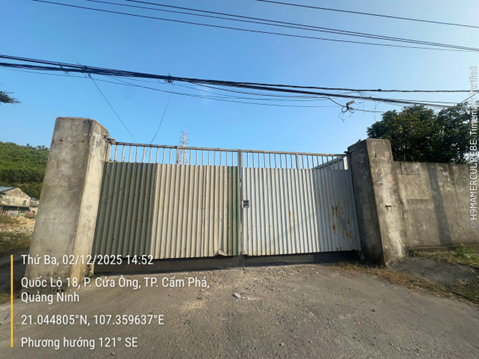 Thứ Ba, 02/12/2025 14:52
Quốc Lộ 18, P. Cửa Ông, TP. Cẩm Phả,
Quảng Ninh
21.044805°N, 107.359637°E
Phương hướng 121° SE